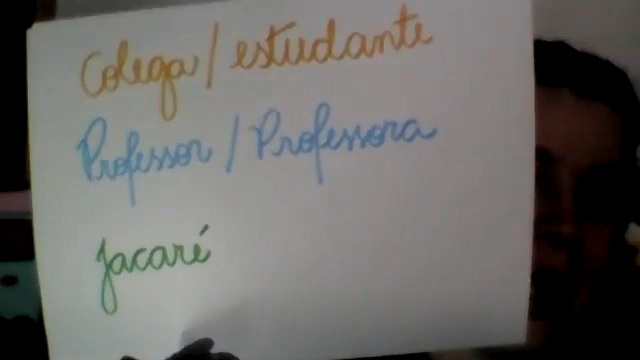 Colega / estudante
Professor / Professora
Jacaré